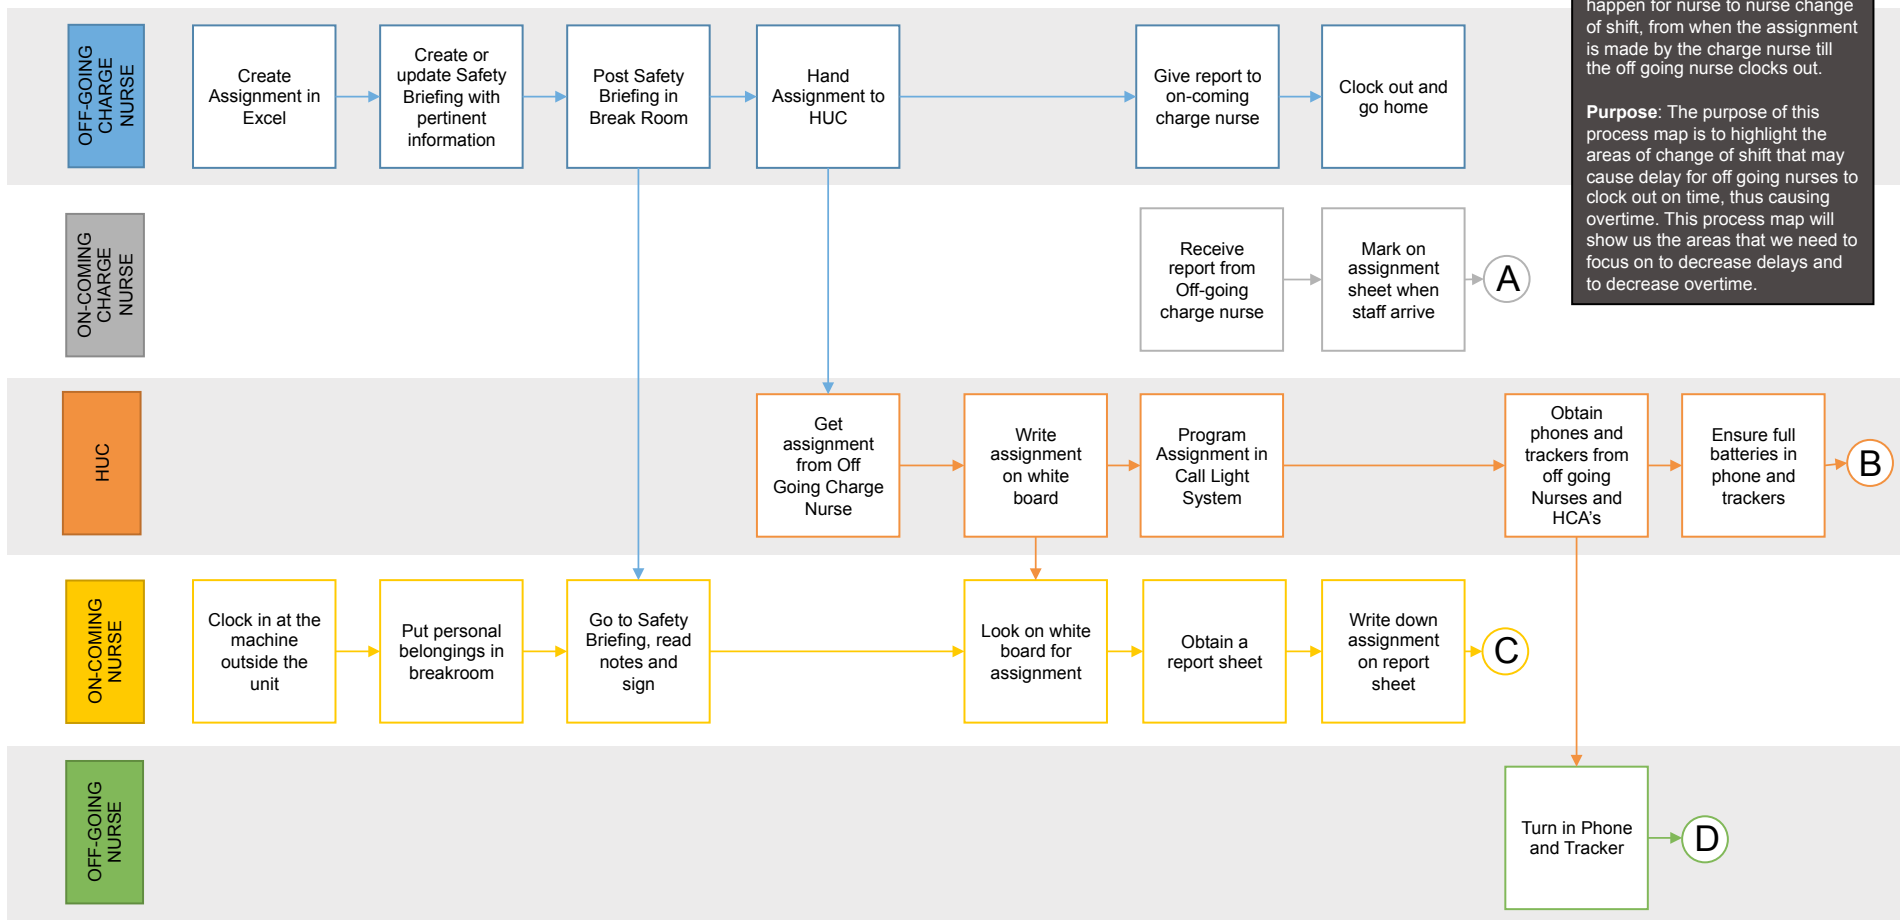 OFF-GOING
CHARGE
NURSE
Create
Assignment in
Excel
Create or
update Safety
Briefing with
pertinent
information
Post Safety
Briefing in
Break Room
Hand
Assignment to
HUC
Give report to
on-coming
charge nurse
Clock out and
go home
happen for nurse to nurse change
of shift, from when the assignment
is made by the charge nurse till
the off going nurse clocks out.
Purpose: The purpose of this
process map is to highlight the
areas of change of shift that may
cause delay for off going nurses to
clock out on time, thus causing
overtime. This process map will
show us the areas that we need to
focus on to decrease delays and
to decrease overtime.
ON-COMING
CHARGE
NURSE
Receive
report from
Off-going
charge nurse
Mark on
assignment
sheet when
staff arrive
A
HUC
Get
assignment
from Off
Going Charge
Nurse
Write
assignment
on white
board
Program
Assignment in
Call Light
System
Obtain
phones and
trackers from
off going
Nurses and
HCA's
Ensure full
batteries in
phone and
trackers
B
ON-COMING
NURSE
Clock in at the
machine
outside the
unit
Put personal
belongings in
breakroom
Go to Safety
Briefing, read
notes and
sign
Look on white
board for
assignment
Obtain a
report sheet
Write down
assignment
on report
sheet
C
OFF-GOING
NURSE
Turn in Phone
and Tracker
D